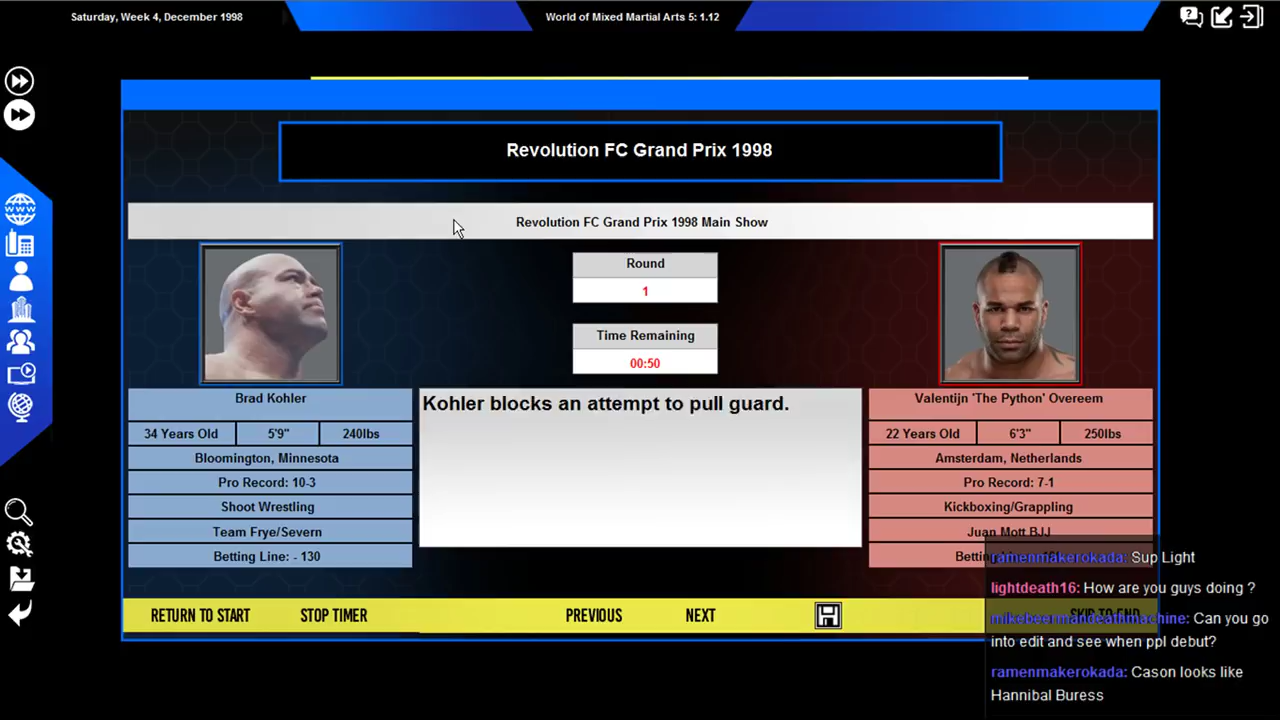 Saturday, Week 4, December 1998
World of Mixed Martial Arts 5: 1.12
Revolution FC Grand Prix 1998
Revolution FC Grand Prix 1998 Main Show
Round
1
Time Remaining
00:50
WWW
Brad Kohler
34 Years Old 5'9" 240lbs
Bloomington, Minnesota
Pro Record: 10-3
Shoot Wrestling
Team Frye/Severn
Betting Line: - 130
Kohler blocks an attempt to pull guard.
Valentijn 'The Python' Overeem
22 Years Old 6'3" 250lbs
Amsterdam, Netherlands
Pro Record: 7-1
Kickboxing/Grappling
Juan Mott BJJ
ramenmakerokada: Sup Light
lightdeath16: How are you guys doing ?
mikebeermandeathmachine: Can you go
into edit and see when ppl debut?
ramenmakerokada: Cason looks like
Hannibal Buress
RETURN TO START STOP TIMER PREVIOUS NEXT SKIP TO END